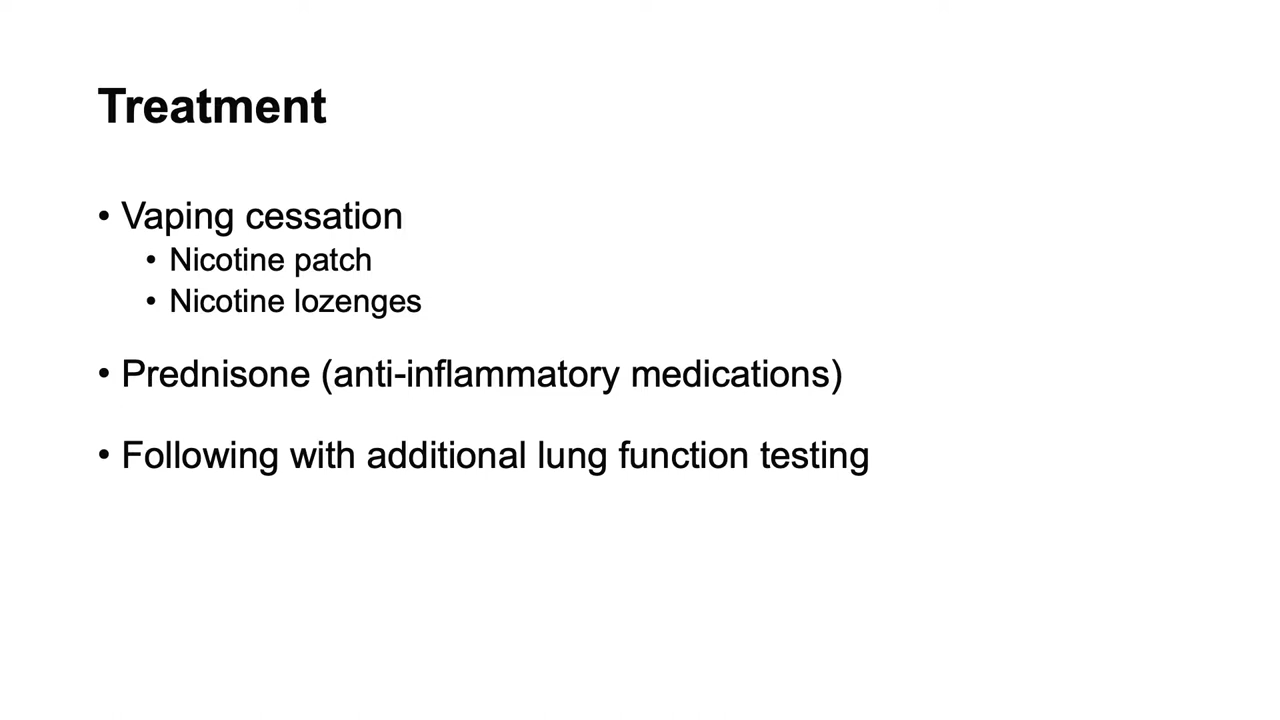 Treatment
• Vaping cessation
• Nicotine patch
• Nicotine lozenges
• Prednisone (anti-inflammatory medications)
• Following with additional lung function testing